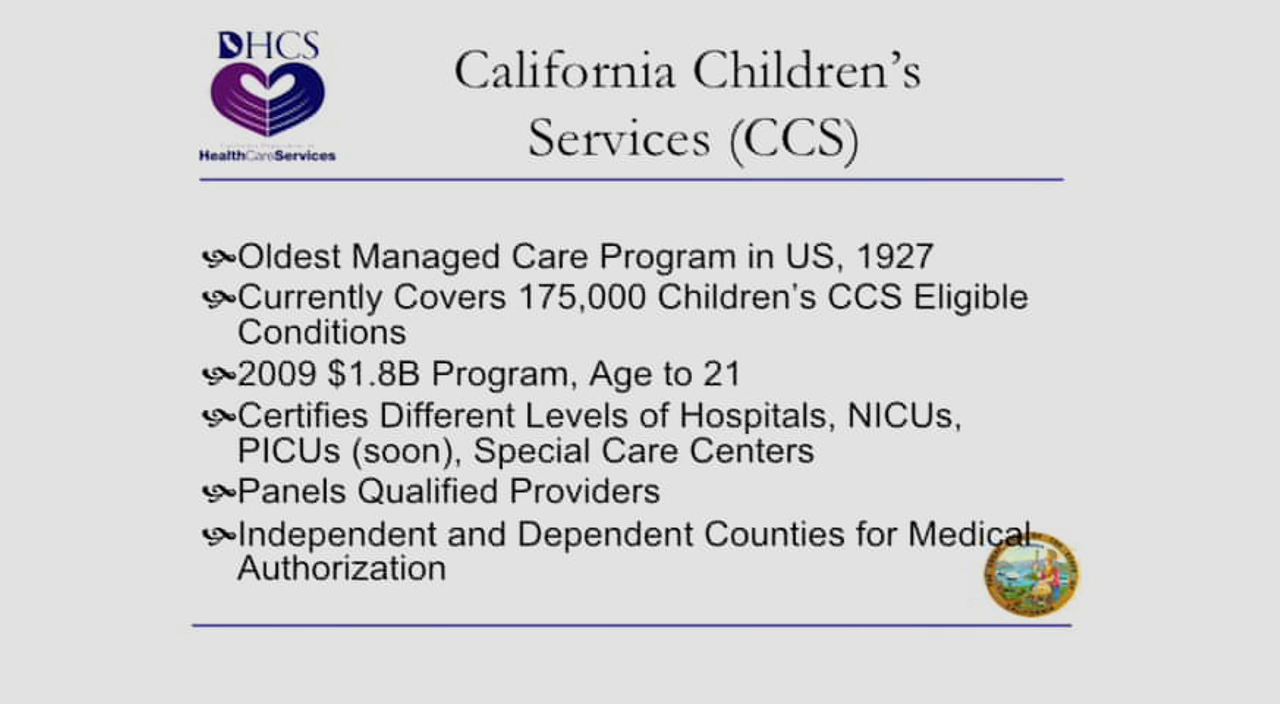 DHCS
HealthCareServices
California Children's
Services (CCS)
Oldest Managed Care Program in US, 1927
Currently Covers 175,000 Children's CCS Eligible
Conditions
2009 $1.8B Program, Age to 21
Certifies Different Levels of Hospitals, NICUs,
PICUs (soon), Special Care Centers
Panels Qualified Providers
Independent and Dependent Counties for Medical
Authorization